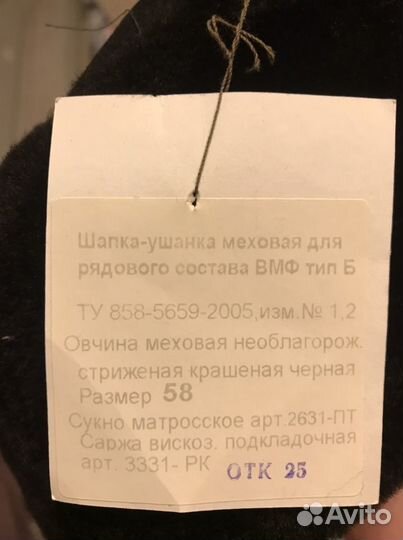 Шапка-ушанка меховая для
рядового состава ВМФ тип Б
ТУ 858-5659-2005,изм.№ 1,2
Овчина меховая необлагорож.
стриженая крашеная черная
Размер 58
Сукно матросское арт.2631-ПТ
Саржа вискоз. подкладочная
арт. 3331- РК ОТК 25
Avito